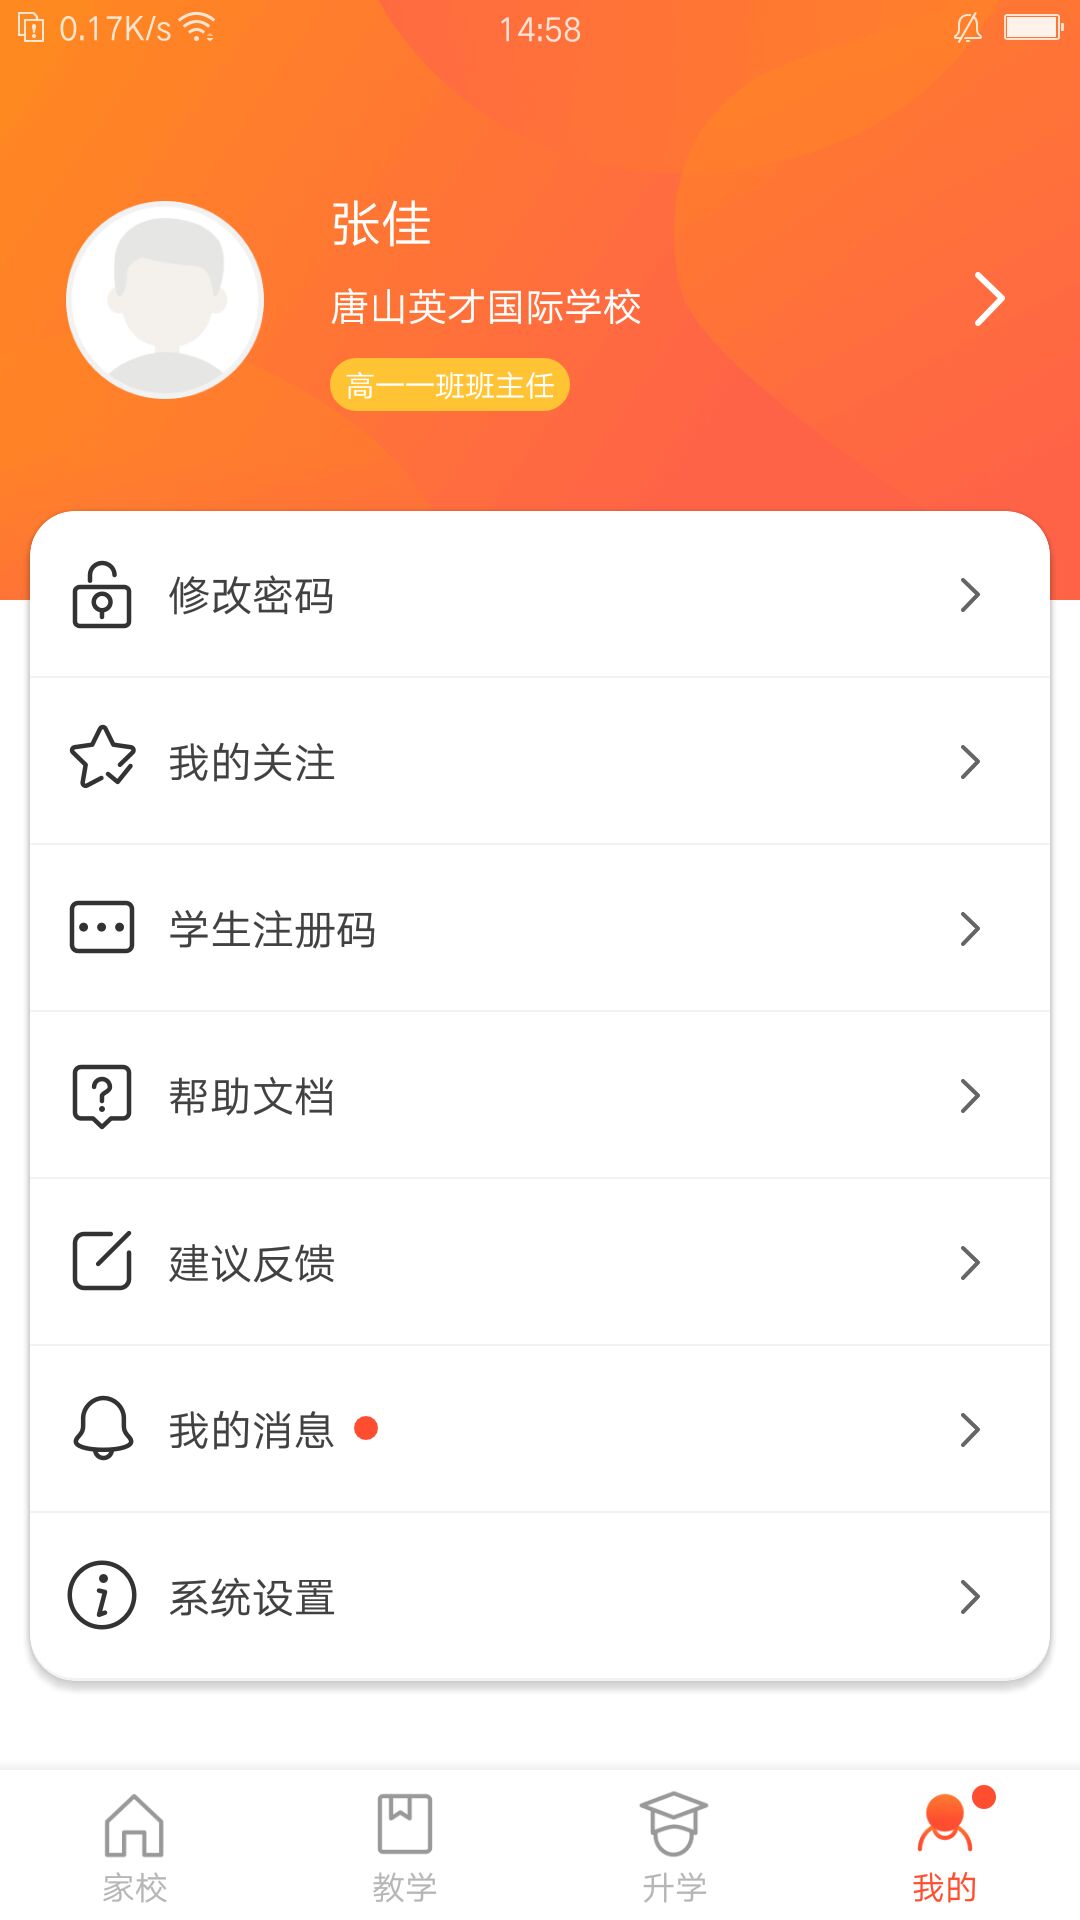 0.17K/s
14:58
张佳
唐山英才国际学校
高一一班班主任
修改密码
我的关注
学生注册码
帮助文档
建议反馈
我的消息
系统设置
家校
教学
升学
我的